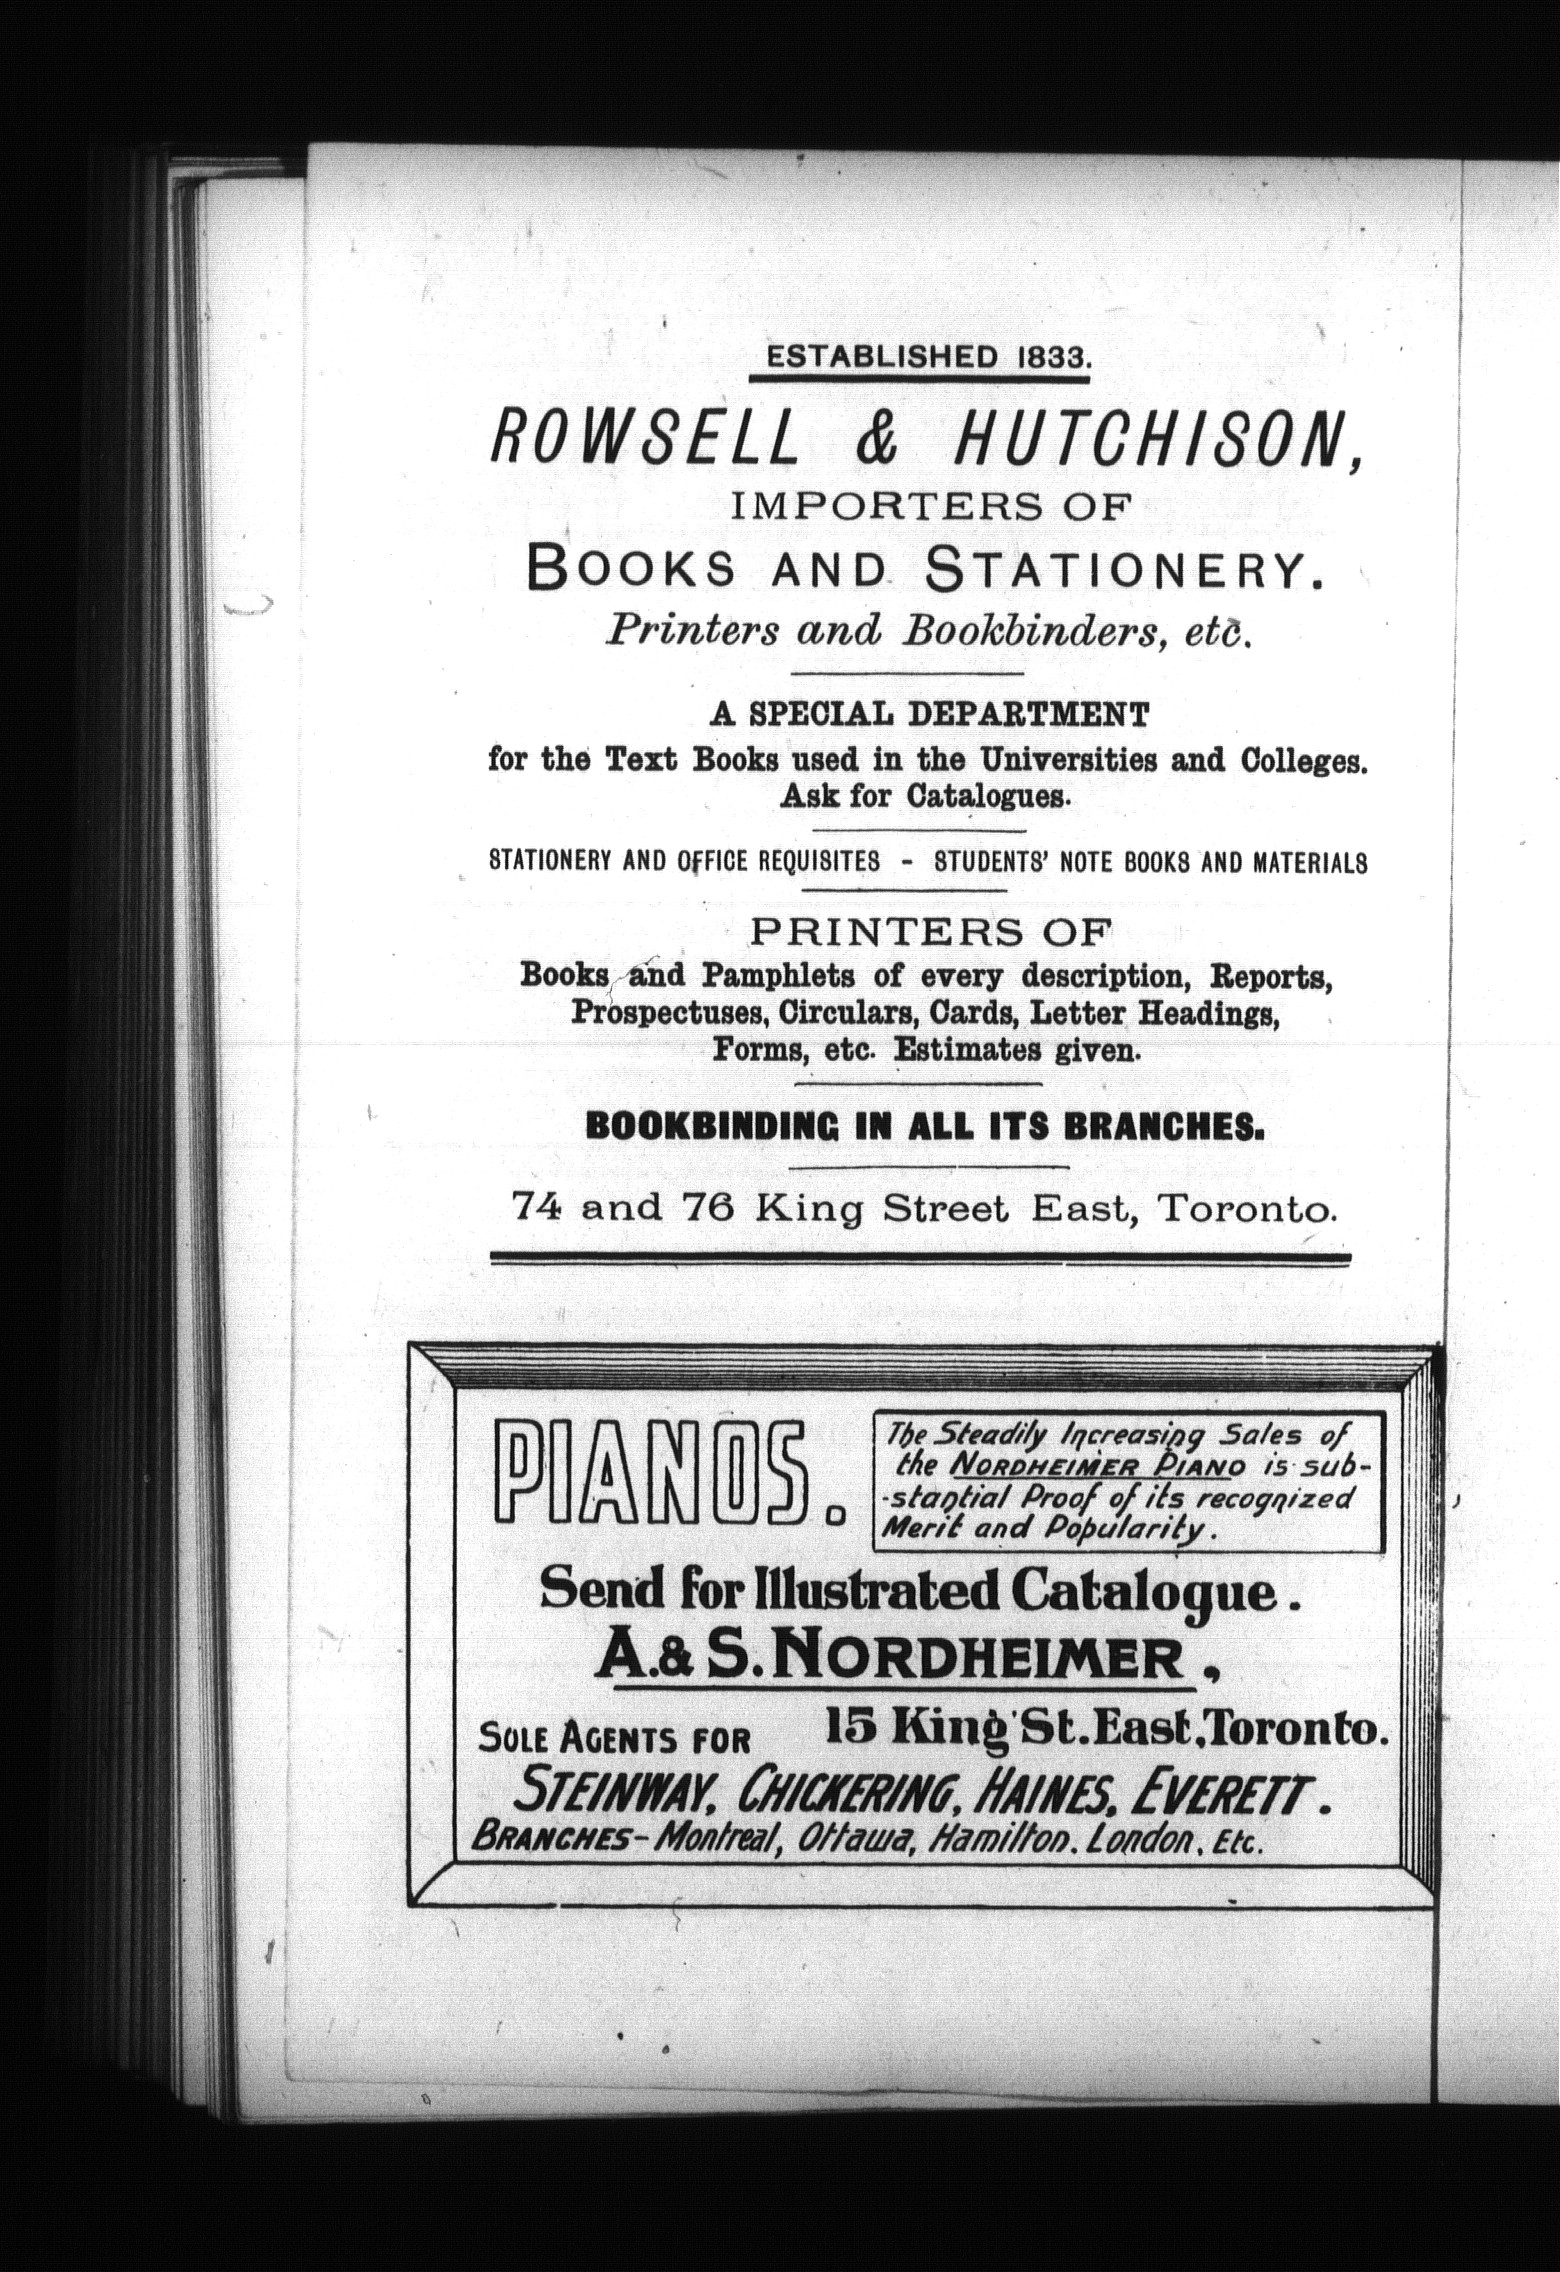 ESTABLISHED 1833.
ROWSELL & HUTCHISON,
IMPORTERS OF
BOOKS AND STATIONERY.
Printers and Bookbinders, etc.
A SPECIAL DEPARTMENT
for the Text Books used in the Universities and Colleges.
Ask for Catalogues.
STATIONERY AND OFFICE REQUISITES - STUDENTS' NOTE BOOKS AND MATERIALS
PRINTERS OF
Books and Pamphlets of every description, Reports,
Prospectuses, Circulars, Cards, Letter Headings,
Forms, etc. Estimates given.
BOOKBINDING IN ALL ITS BRANCHES.
74 and 76 King Street East, Toronto.
PIANOS.
The Steadily Increasing Sales of
the NORDHEIMER PIANO is sub-
-stantial Proof of its recognized
Merit and Popularity.
Send for Illustrated Catalogue.
A. & S. NORDHEIMER,
15 King St. East, Toronto.
SOLE AGENTS FOR
STEINWAY, CHICKERING, HAINES, EVERETT.
BRANCHES - Montreal, Ottawa, Hamilton. London, Etc.